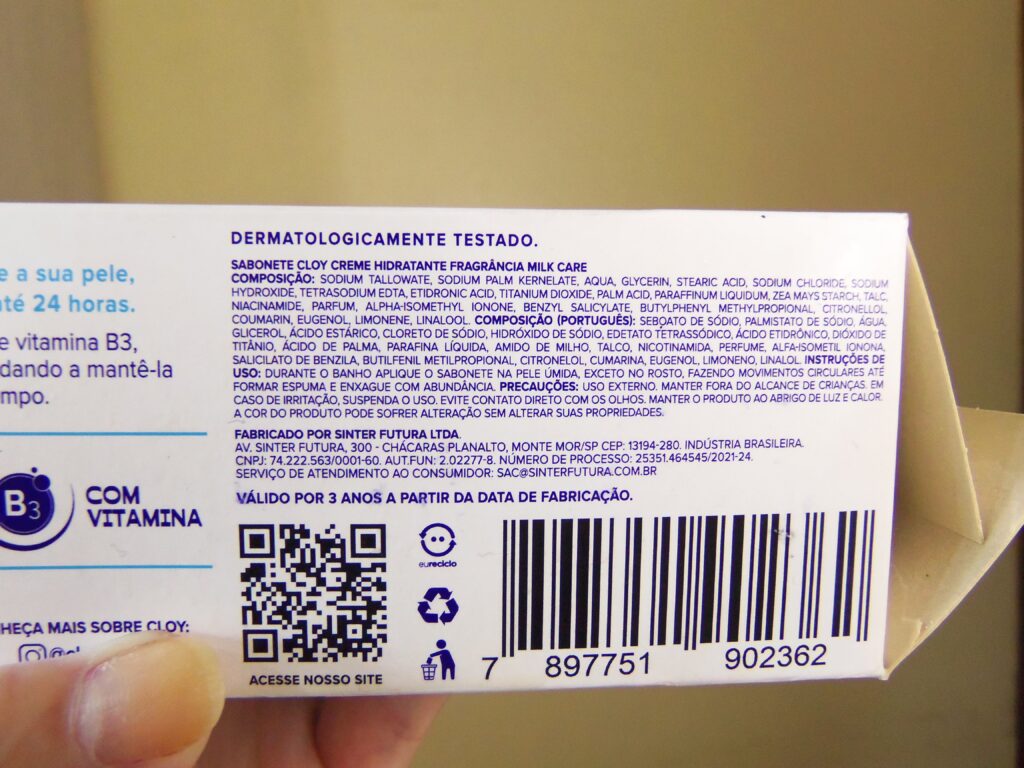 e a sua pele,
até 24 horas.
e vitamina B3,
dando a mantê-la
mpo.
B3
COM
VITAMINA
HEÇA MAIS SOBRE CLOY:
DERMATOLOGICAMENTE TESTADO.
SABONETE CLOY CREME HIDRATANTE FRAGRÂNCIA MILK CARE
COMPOSIÇÃO: SODIUM TALLOWATE, SODIUM PALM KERNELATE, AQUA, GLYCERIN, STEARIC ACID, SODIUM CHLORIDE, SODIUM
HYDROXIDE, TETRASODIUM EDTA, ETIDRONIC ACID, TITANIUM DIOXIDE, PALM ACID, PARAFFINUM LIQUIDUM, ZEA MAYS STARCH, TALC,
NIACINAMIDE, PARFUM, ALPHA-ISOMETHYL IONONE, BENZYL SALICYLATE, BUTYLPHENYL METHYLPROPIONAL, CITRONELLOL,
COUMARIN, EUGENOL, LIMONENE, LINALOOL. COMPOSIÇÃO (PORTUGUÊS): SEBOATO DE SÓDIO, PALMISTATO DE SÓDIO, ÁGUA,
GLICEROL, ÁCIDO ESTÁRICO, CLORETO DE SÓDIO, HIDRÓXIDO DE SÓDIO, EDETATO TETRASSÓDICO, ÁCIDO ETIDRÔNICO, DIÓXIDO DE
TITÂNIO, ÁCIDO DE PALMA, PARAFINA LÍQUIDA, AMIDO DE MILHO, TALCO, NICOTINAMIDA, PERFUME, ALFA-ISOMETIL IONONA,
SALICILATO DE BENZILA, BUTILFENIL METILPROPIONAL, CITRONELOL, CUMARINA, EUGENOL, LIMONENO, LINALOL. INSTRUÇÕES DE
USO: DURANTE O BANHO APLIQUE O SABONETE NA PELE ÚMIDA, EXCETO NO ROSTO, FAZENDO MOVIMENTOS CIRCULARES ATÉ
FORMAR ESPUMA E ENXAGUE COM ABUNDÂNCIA. PRECAUÇÕES: USO EXTERNO. MANTER FORA DO ALCANCE DE CRIANÇAS. EM
CASO DE IRRITAÇÃO, SUSPENDA O USO. EVITE CONTATO DIRETO COM OS OLHOS. MANTER O PRODUTO AO ABRIGO DE LUZ E CALOR.
A COR DO PRODUTO PODE SOFRER ALTERAÇÃO SEM ALTERAR SUAS PROPRIEDADES.
FABRICADO POR SINTER FUTURA LTDA.
AV. SINTER FUTURA, 300 - CHÁCARAS PLANALTO, MONTE MOR/SP CEP: 13194-280. INDÚSTRIA BRASILEIRA.
CNPJ: 74.222.563/0001-60. AUT.FUN: 2.02277-8. NÚMERO DE PROCESSO: 25351.464545/2021-24.
SERVIÇO DE ATENDIMENTO AO CONSUMIDOR: SAC@SINTERFUTURA.COM.BR
VÁLIDO POR 3 ANOS A PARTIR DA DATA DE FABRICAÇÃO.
eureciclo
ACESSE NOSSO SITE
7 897751 902362